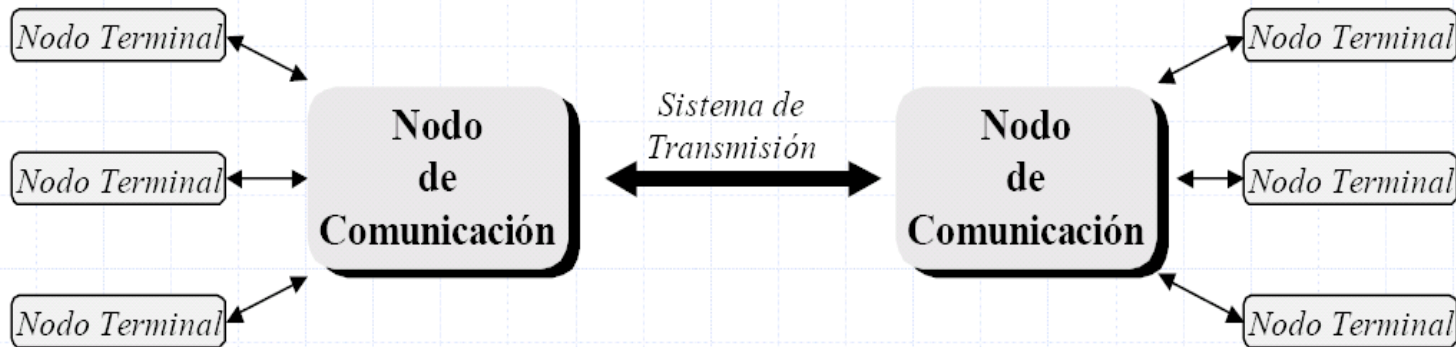 Nodo Terminal
Nodo Terminal
Nodo Terminal
Nodo
de
Comunicación
Sistema de
Transmisión
Nodo
de
Comunicación
Nodo Terminal
Nodo Terminal
Nodo Terminal